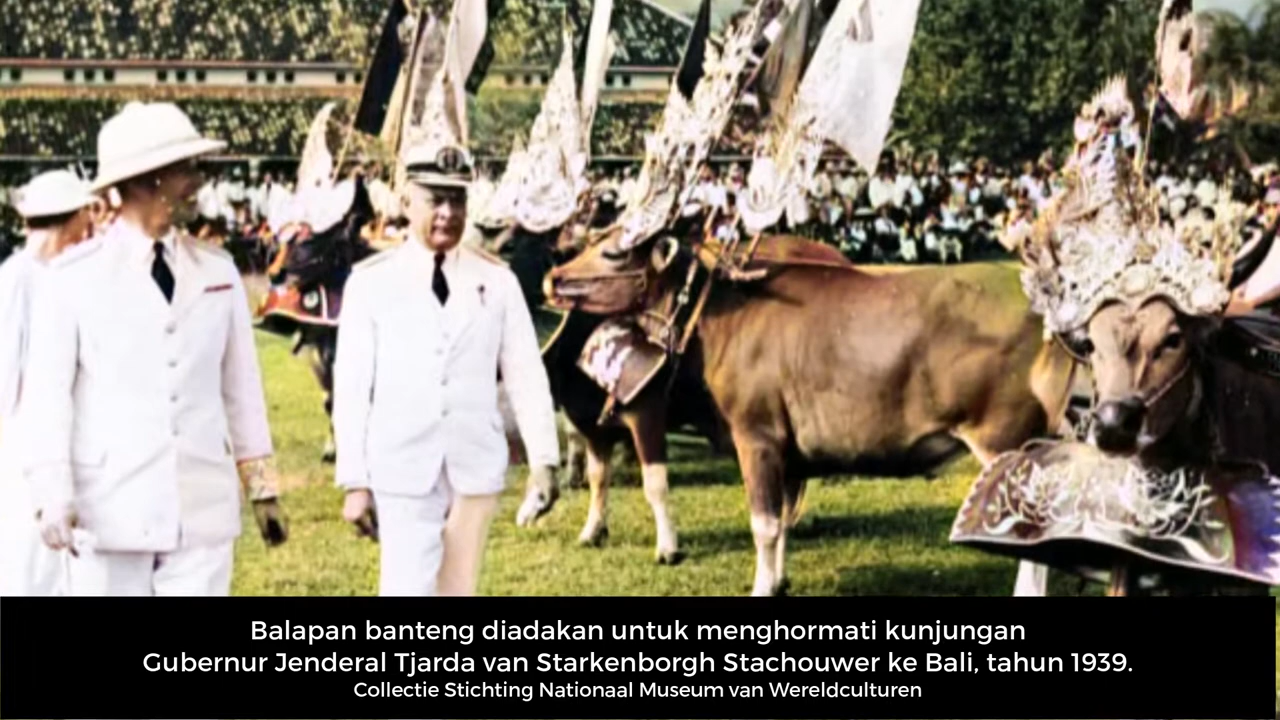 Balapan banteng diadakan untuk menghormati kunjungan
Gubernur Jenderal Tjarda van Starkenborgh Stachouwer ke Bali, tahun 1939.
Collectie Stichting Nationaal Museum van Wereldculturen